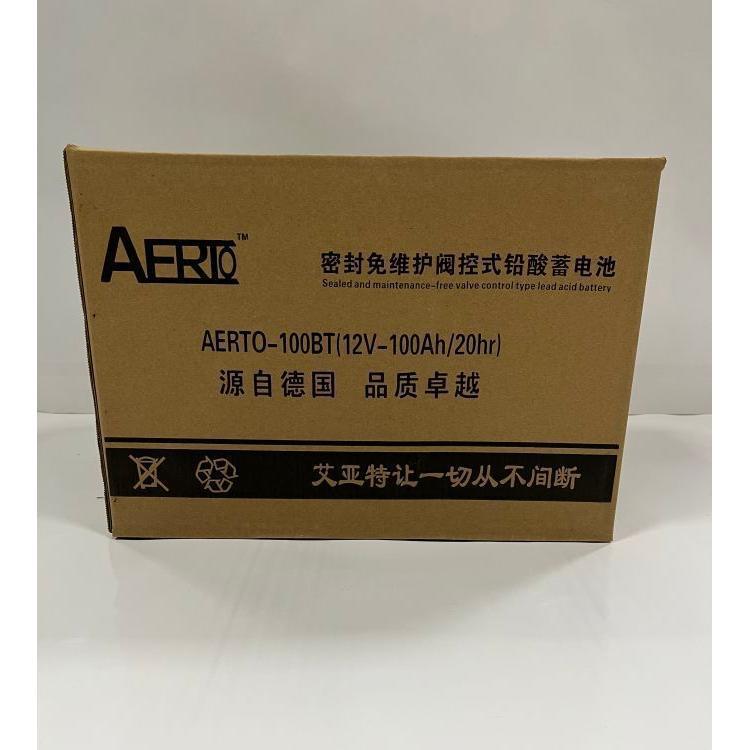 AERTO™
密封免维护阀控式铅酸蓄电池
Sealed and maintenance-free valve control type lead acid battery
AERTO-100BT(12V-100Ah/20hr)
源自德国 品质卓越
艾亚特让一切从不间断